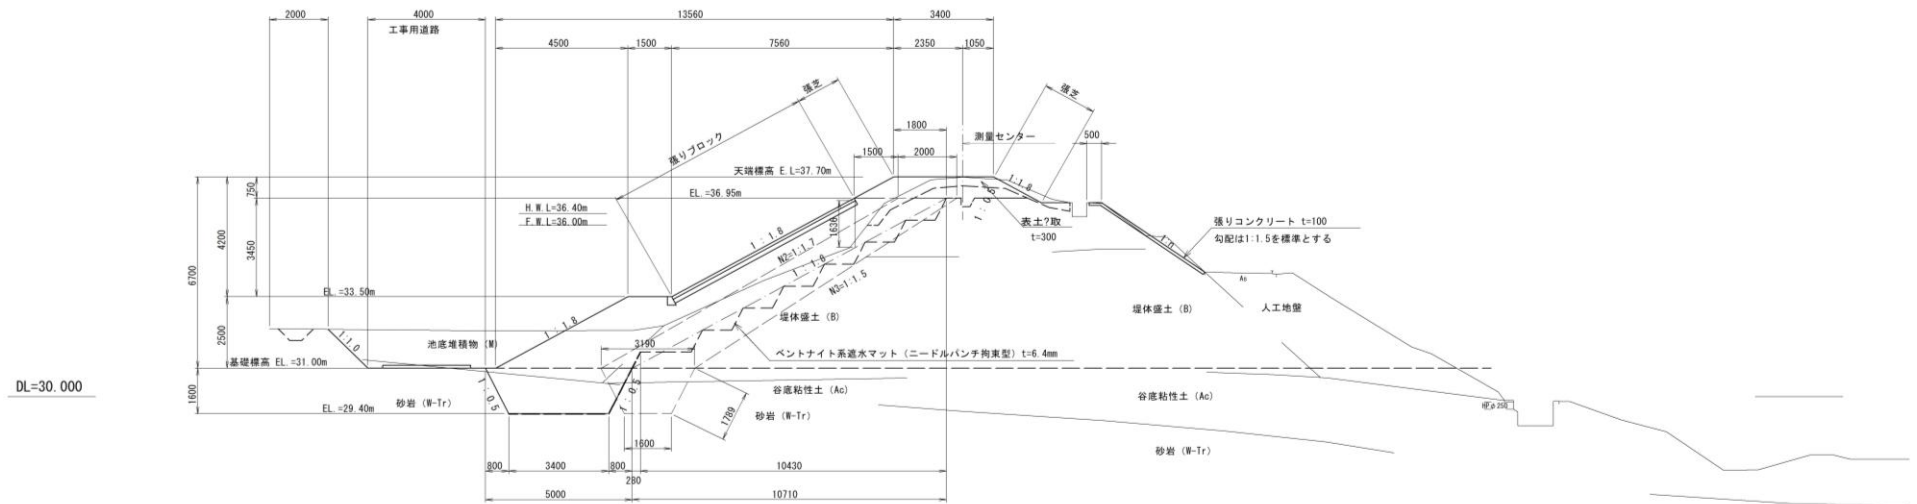 2000
4000
13560
3400
工事用道路
4500
1500
7560
2350
1050
張芝
張芝
張りブロック
1800
測量センター
500
1500
2000
天端標高 E.L=37.70m
1:1.8
750
EL.=36.95m
H.W.L=36.40m
F.W.L=36.00m
1630
1:0.5
表土?取
t=300
張りコンクリート t=100
勾配は1:1.5を標準とする
1:n
4200
3450
6700
1:1.8
N2=1:1.7
1:1.6
N3=1:1.5
Ac
EL.=33.50m
堤体盛土 (B)
堤体盛土 (B)
人工地盤
2500
1:1.0
1:1.8
池底堆積物 (M)
3190
ベントナイト系遮水マット (ニードルパンチ拘束型) t=6.4mm
基礎標高 EL.=31.00m
DL=30.000
1600
1:0.5
1:0.5
谷底粘性土 (Ac)
谷底粘性土 (Ac)
砂岩 (W-Tr)
EL.=29.40m
1789
砂岩 (W-Tr)
φ250
1600
砂岩 (W-Tr)
800
3400
800
280
10430
5000
10710